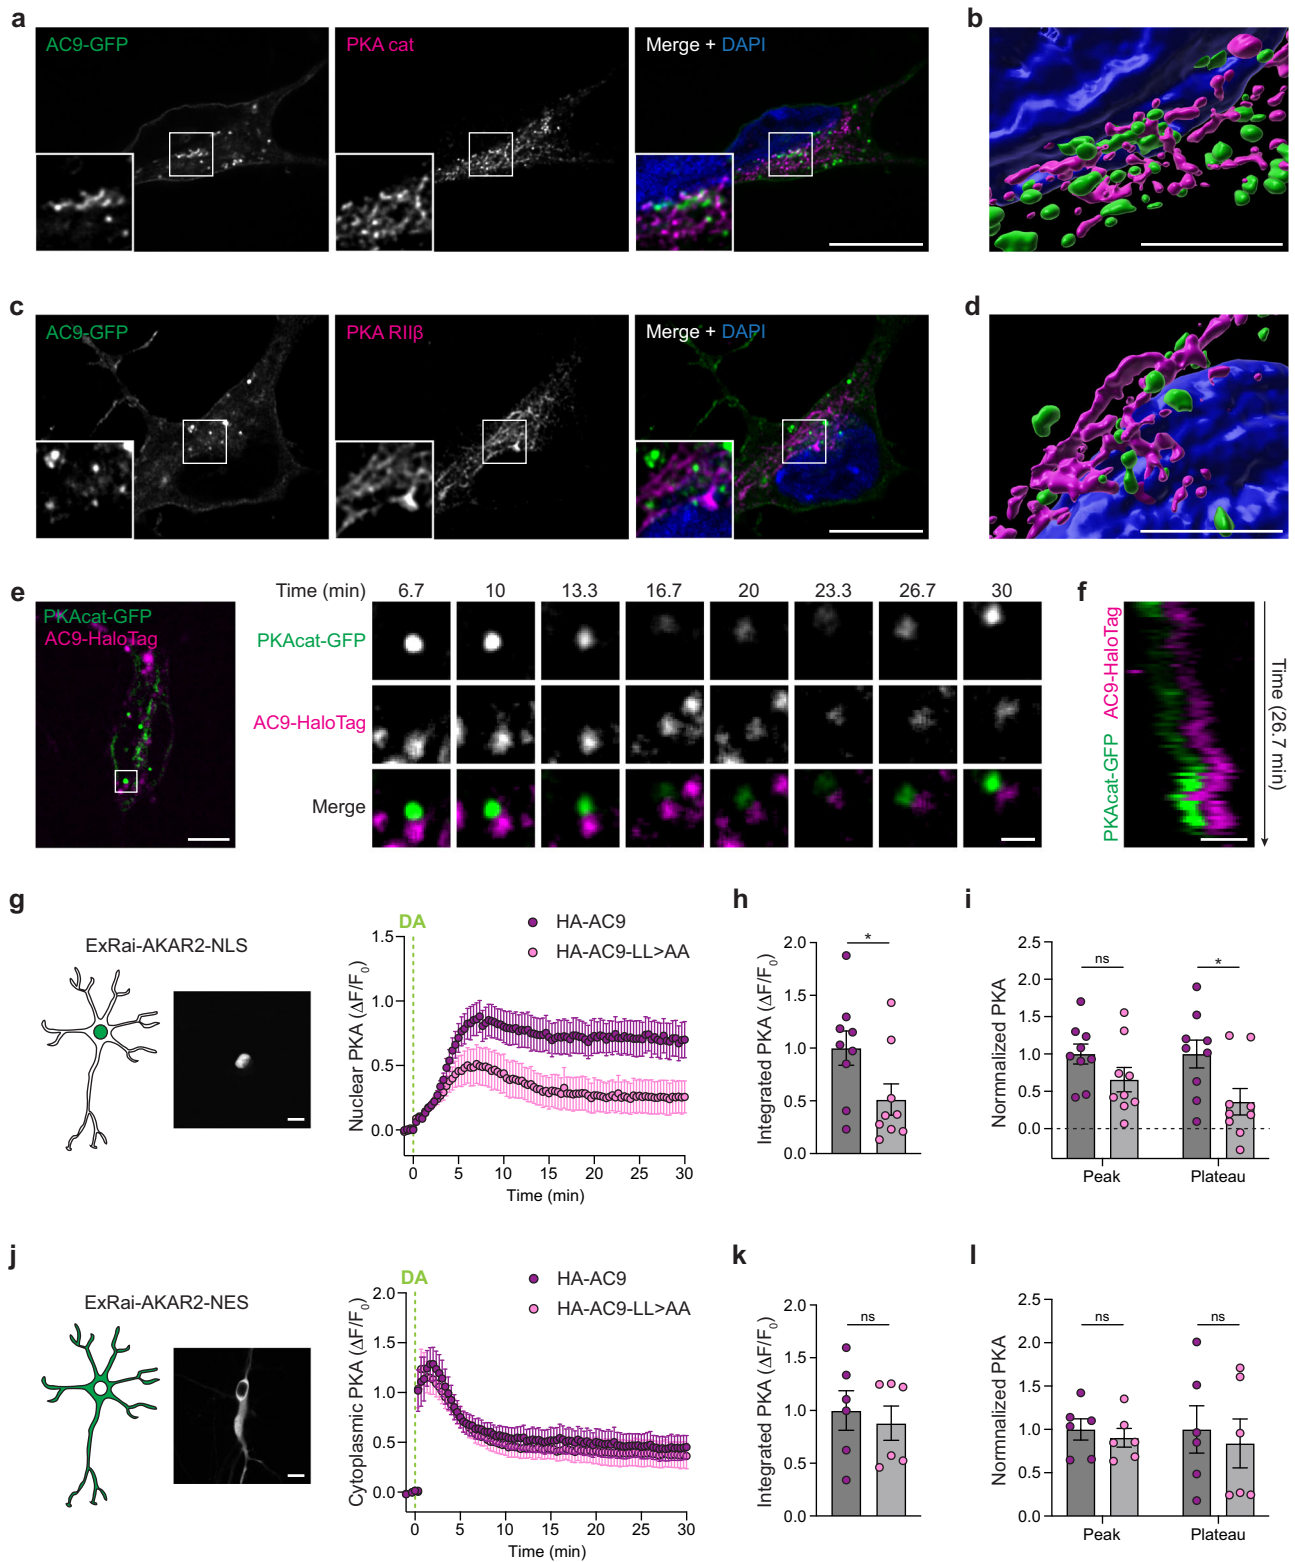 a
AC9-GFP
PKA cat
Merge + DAPI
b
c
AC9-GFP
PKA RIIβ
Merge + DAPI
d
e
PKAcat-GFP
AC9-HaloTag
Time (min)
6.7
10
13.3
16.7
20
23.3
26.7
30
PKAcat-GFP
AC9-HaloTag
Merge
f
PKAcat-GFP AC9-HaloTag
Time (26.7 min)
g
ExRai-AKAR2-NLS
DA
HA-AC9
HA-AC9-LL>AA
Nuclear PKA (ΔF/F₀)
1.5
1.0
0.5
0.0
0
5
10
15
20
25
30
Time (min)
h
Integrated PKA (ΔF/F₀)
2.0
1.5
1.0
0.5
0.0
*
i
Normnalized PKA
2.5
2.0
1.5
1.0
0.5
0.0
ns
*
Peak
Plateau
j
ExRai-AKAR2-NES
DA
HA-AC9
HA-AC9-LL>AA
Cytoplasmic PKA (ΔF/F₀)
2.0
1.5
1.0
0.5
0.0
0
5
10
15
20
25
30
Time (min)
k
Integrated PKA (ΔF/F₀)
2.0
1.5
1.0
0.5
0.0
ns
l
Normnalized PKA
2.5
2.0
1.5
1.0
0.5
0.0
ns
ns
Peak
Plateau